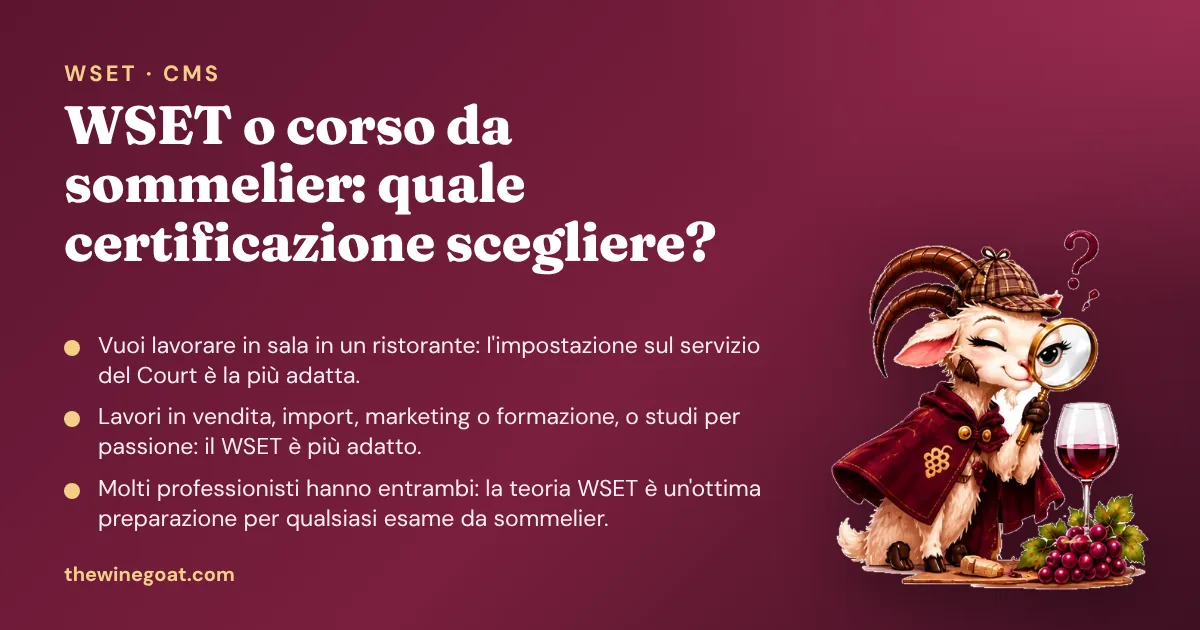 WSET · CMS
WSET o corso da
sommelier: quale
certificazione scegliere?
Vuoi lavorare in sala in un ristorante: l'impostazione sul servizio
del Court è la più adatta.
Lavori in vendita, import, marketing o formazione, o studi per
passione: il WSET è più adatto.
Molti professionisti hanno entrambi: la teoria WSET è un'ottima
preparazione per qualsiasi esame da sommelier.
thewinegoat.com
?
?